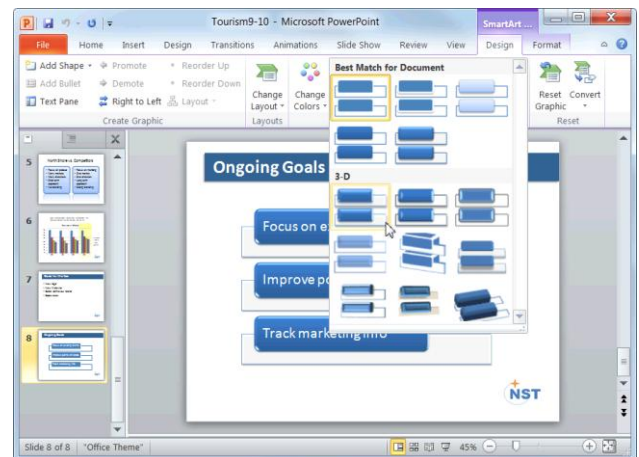 Tourism9-10 - Microsoft PowerPoint
SmartArt ...
File Home Insert Design Transitions Animations Slide Show Review View Design Format
Add Shape Promote Reorder Up
Add Bullet Demote Reorder Down
Text Pane Right to Left Layout
Create Graphic
Change Layout
Layouts
Change Colors
Best Match for Document
3-D
Reset Graphic
Convert
Reset
5
6
7
8
Ongoing Goals
Focus on e
Improve po
Track marketing info
NST
Slide 8 of 8 "Office Theme" 45%